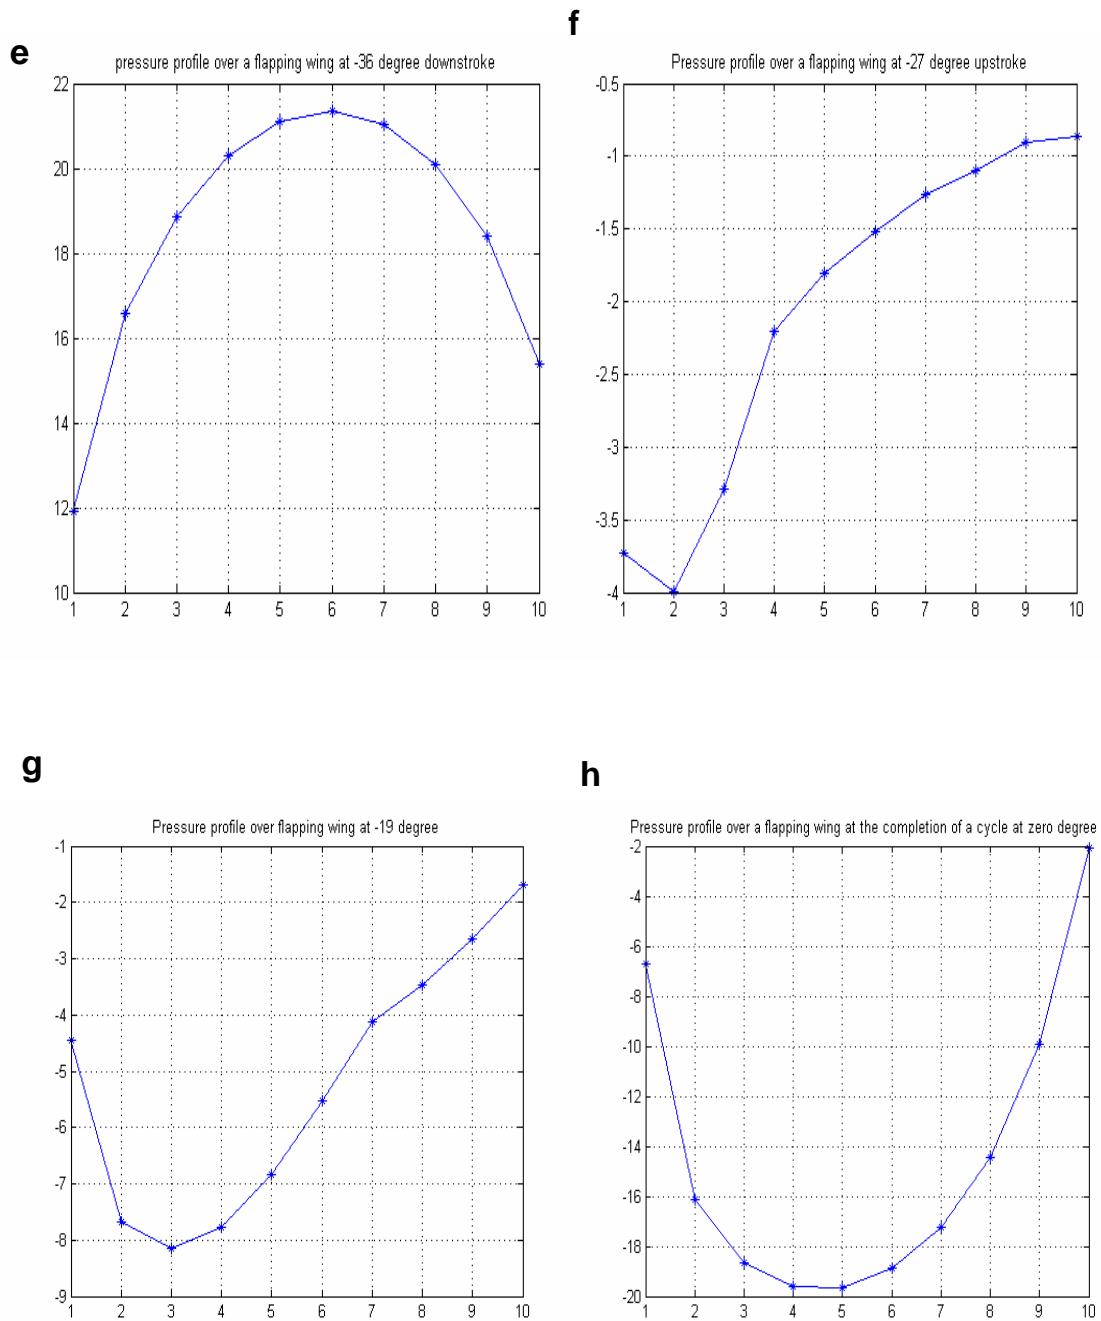 e
f
pressure profile over a flapping wing at -36 degree downstroke
Pressure profile over a flapping wing at -27 degree upstroke
22
20
18
16
14
12
10
1 2 3 4 5 6 7 8 9 10
-0.5
-1
-1.5
-2
-2.5
-3
-3.5
-4
1 2 3 4 5 6 7 8 9 10
g
h
Pressure profile over flapping wing at -19 degree
Pressure profile over a flapping wing at the completion of a cycle at zero degree
-1
-2
-3
-4
-5
-6
-7
-8
-9
1 2 3 4 5 6 7 8 9 10
-2
-4
-6
-8
-10
-12
-14
-16
-18
-20
1 2 3 4 5 6 7 8 9 10